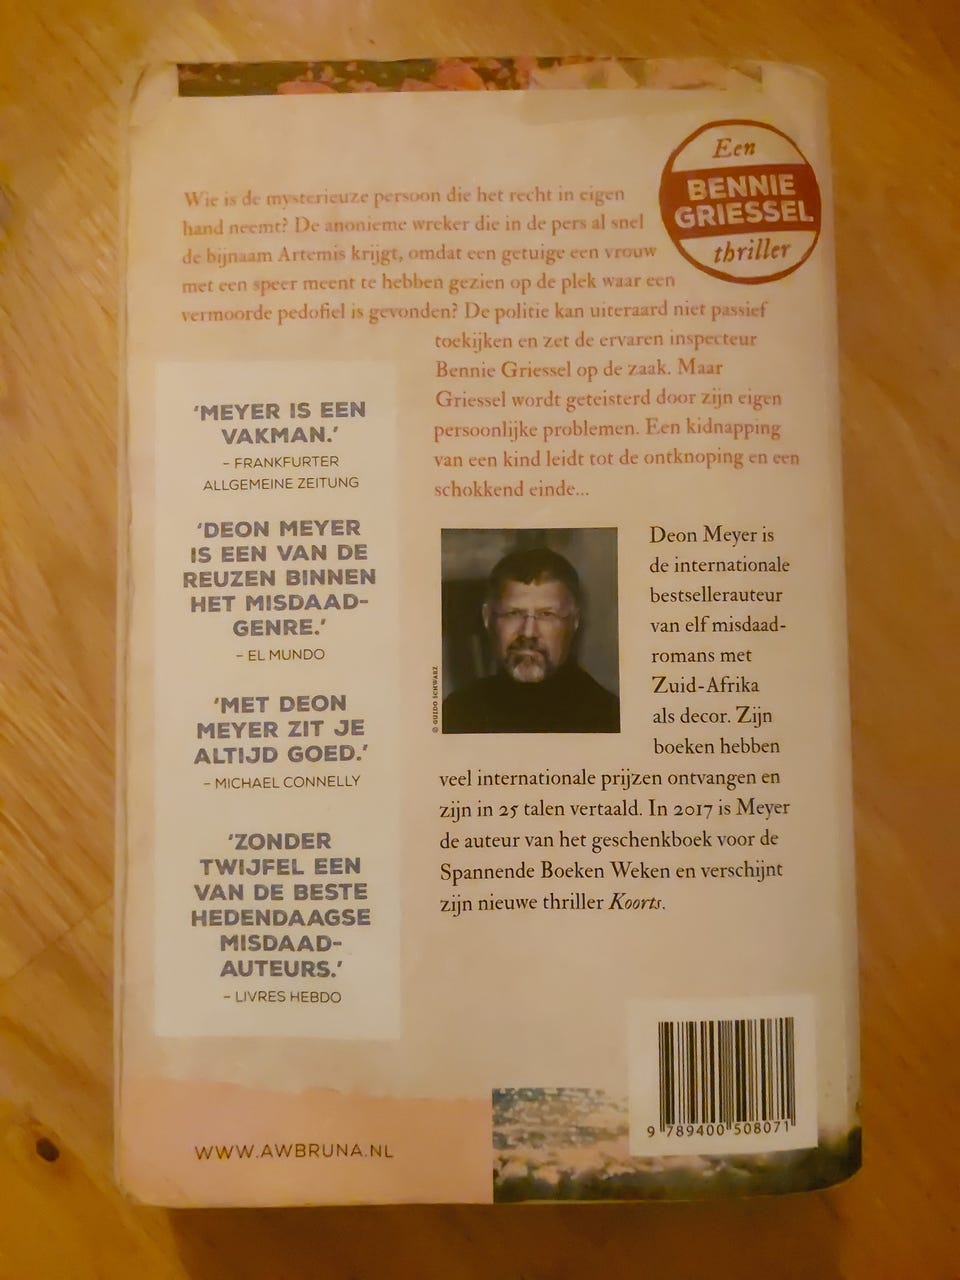 Een
BENNIE
GRIESSEL
thriller
Wie is de mysterieuze persoon die het recht in eigen
hand neemt? De anonieme wreker die in de pers al snel
de bijnaam Artemis krijgt, omdat een getuige een vrouw
met een speer meent te hebben gezien op de plek waar een
vermoorde pedofiel is gevonden? De politie kan uiteraard niet passief
toekijken en zet de ervaren inspecteur
Bennie Griessel op de zaak. Maar
Griessel wordt geteisterd door zijn eigen
persoonlijke problemen. Een kidnapping
van een kind leidt tot de ontknoping en een
schokkend einde...
'MEYER IS EEN
VAKMAN.'
– FRANKFURTER
ALLGEMEINE ZEITUNG
'DEON MEYER
IS EEN VAN DE
REUZEN BINNEN
HET MISDAAD-
GENRE.'
– EL MUNDO
'MET DEON
MEYER ZIT JE
ALTIJD GOED.'
– MICHAEL CONNELLY
'ZONDER
TWIJFEL EEN
VAN DE BESTE
HEDENDAAGSE
MISDAAD-
AUTEURS.'
– LIVRES HEBDO
© GUIDO SCHWARZ
Deon Meyer is
de internationale
bestsellerauteur
van elf misdaad-
romans met
Zuid-Afrika
als decor. Zijn
boeken hebben
veel internationale prijzen ontvangen en
zijn in 25 talen vertaald. In 2017 is Meyer
de auteur van het geschenkboek voor de
Spannende Boeken Weken en verschijnt
zijn nieuwe thriller Koorts.
WWW.AWBRUNA.NL
9 789400 508071